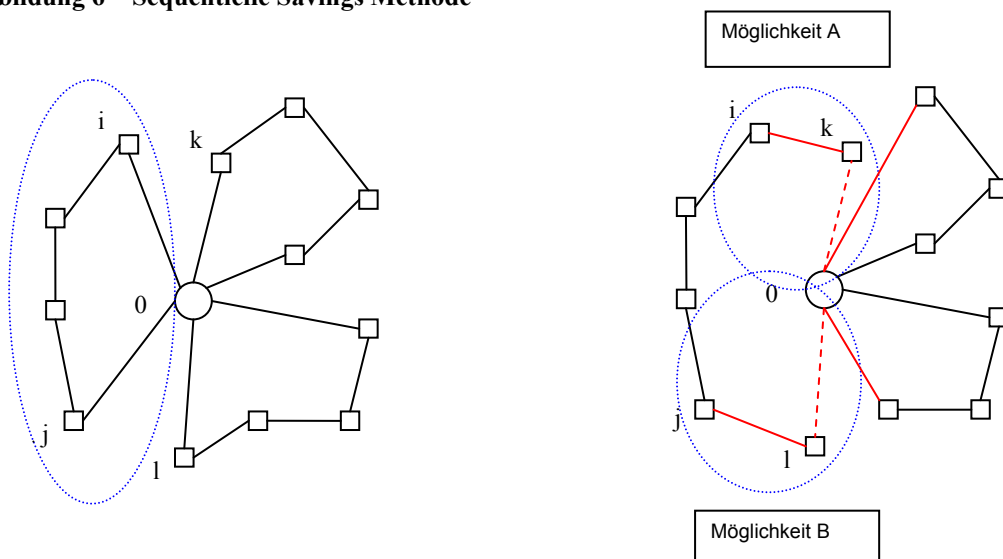 bildung 6 – Sequentielle Savings Methode
Möglichkeit A
i
k
0
j
l
i
k
0
j
l
Möglichkeit B